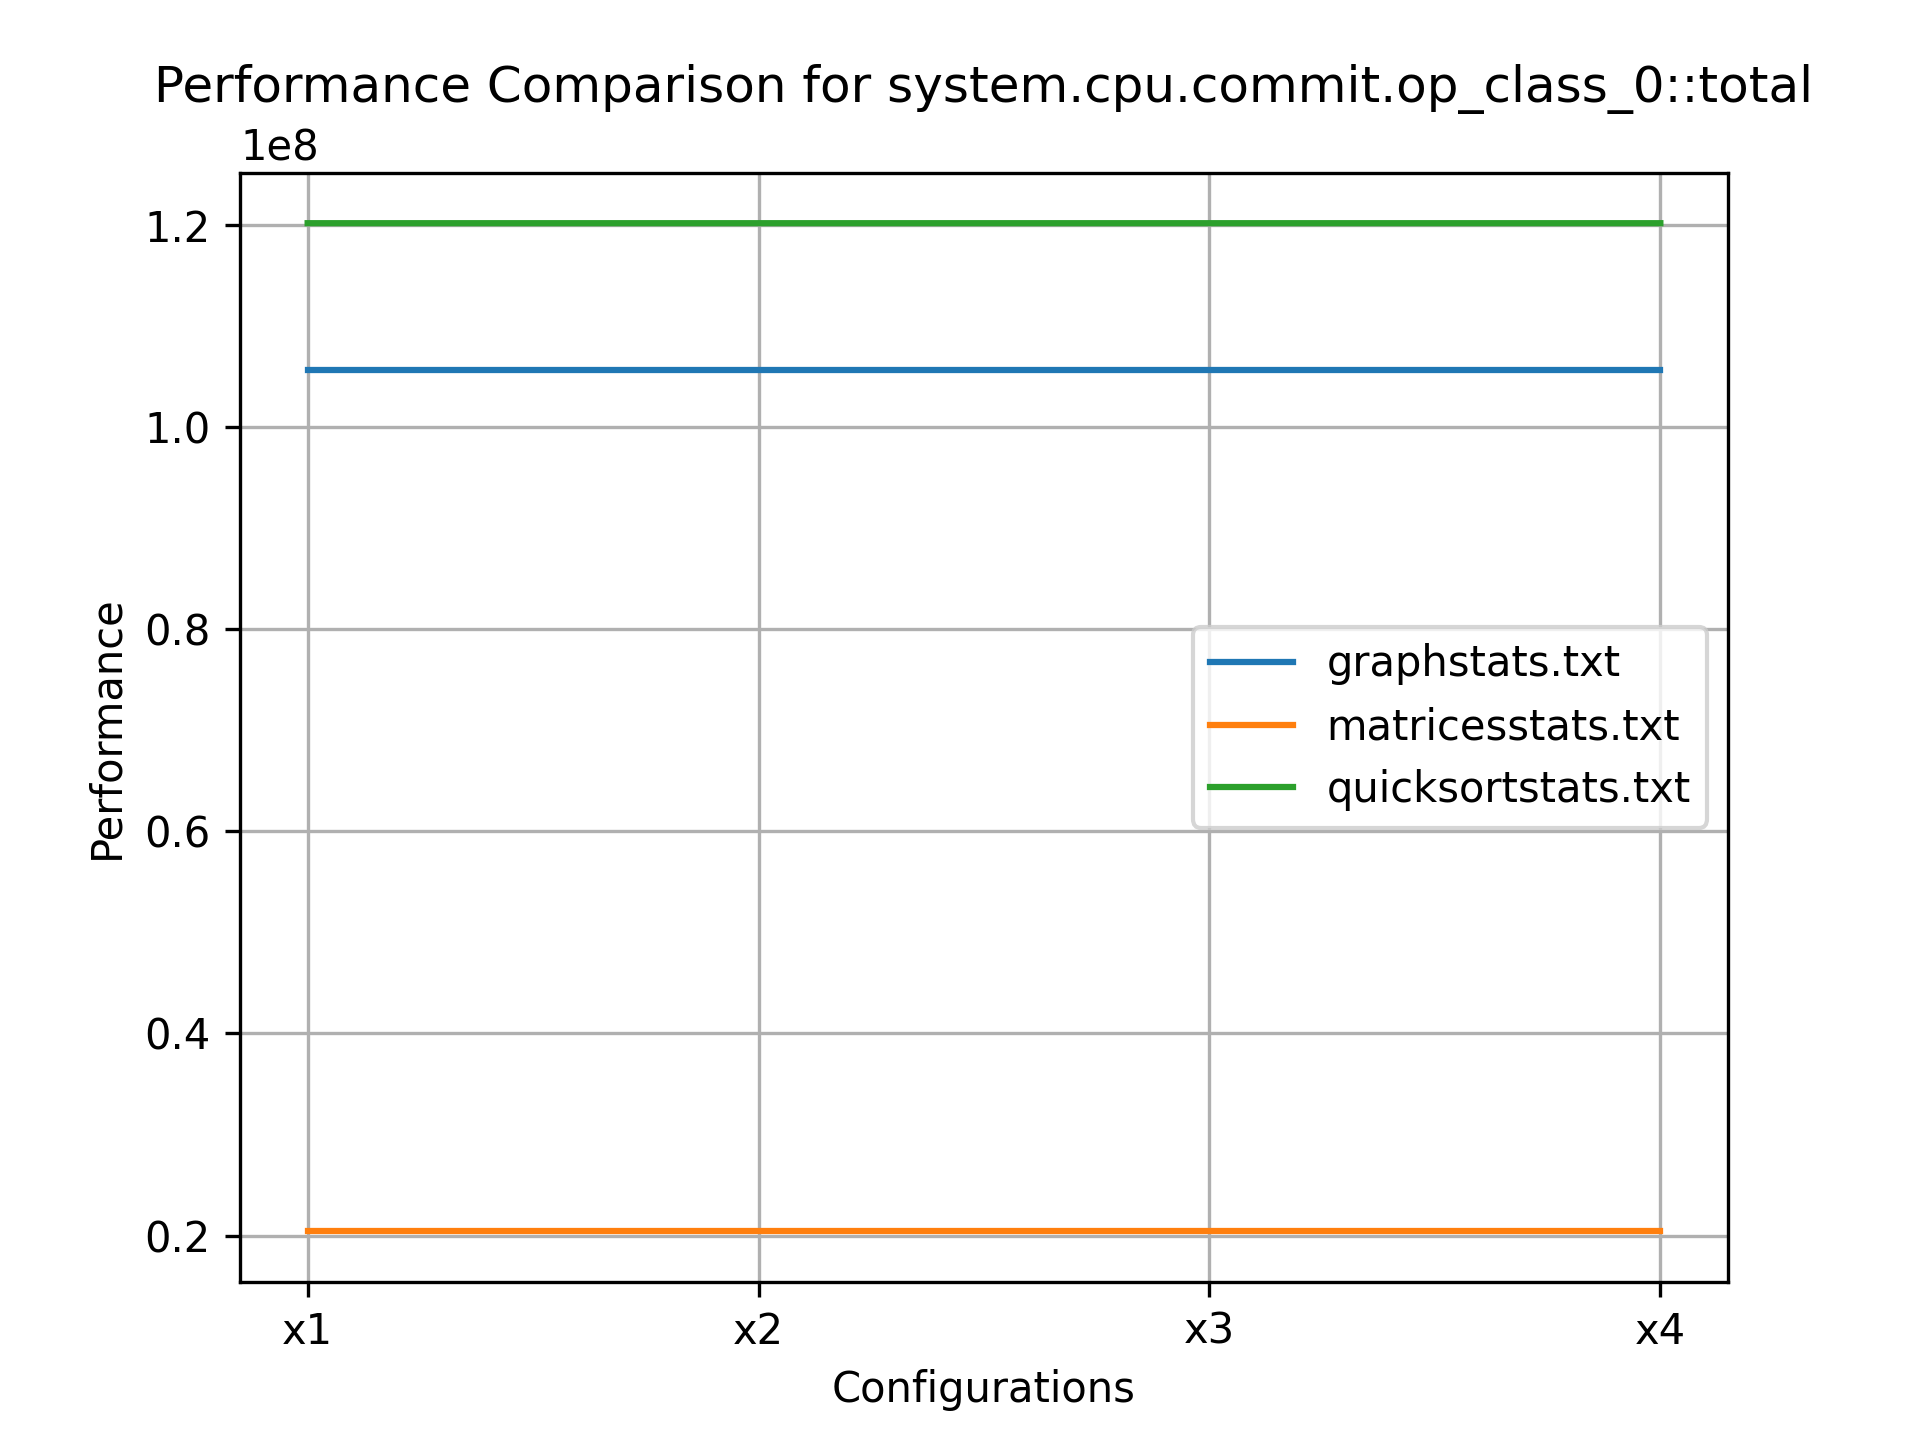 Performance Comparison for system.cpu.commit.op_class_0::total
1e8
1.2
1.0
0.8
0.6
0.4
0.2
Performance
graphstats.txt
matricesstats.txt
quicksortstats.txt
x1 x2 x3 x4
Configurations